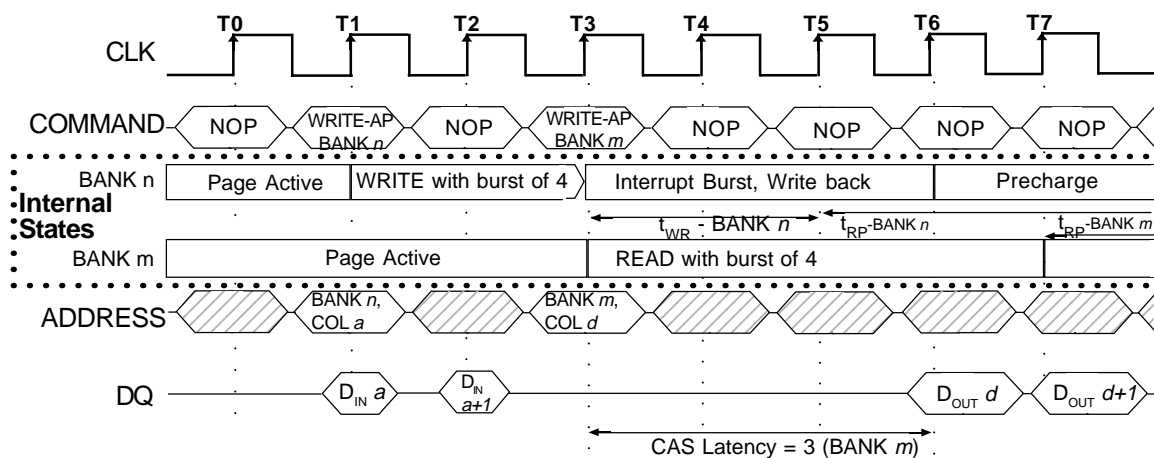 T0 T1 T2 T3 T4 T5 T6 T7
CLK
COMMAND NOP WRITE-AP BANK n NOP WRITE-AP BANK m NOP NOP NOP NOP
BANK n Page Active WRITE with burst of 4 Interrupt Burst, Write back Precharge
Internal States
tWR - BANK n tRP-BANK n tRP-BANK m
BANK m Page Active READ with burst of 4
ADDRESS BANK n, COL a BANK m, COL d
DQ DIN a DIN a+1 DOUT d DOUT d+1
CAS Latency = 3 (BANK m)